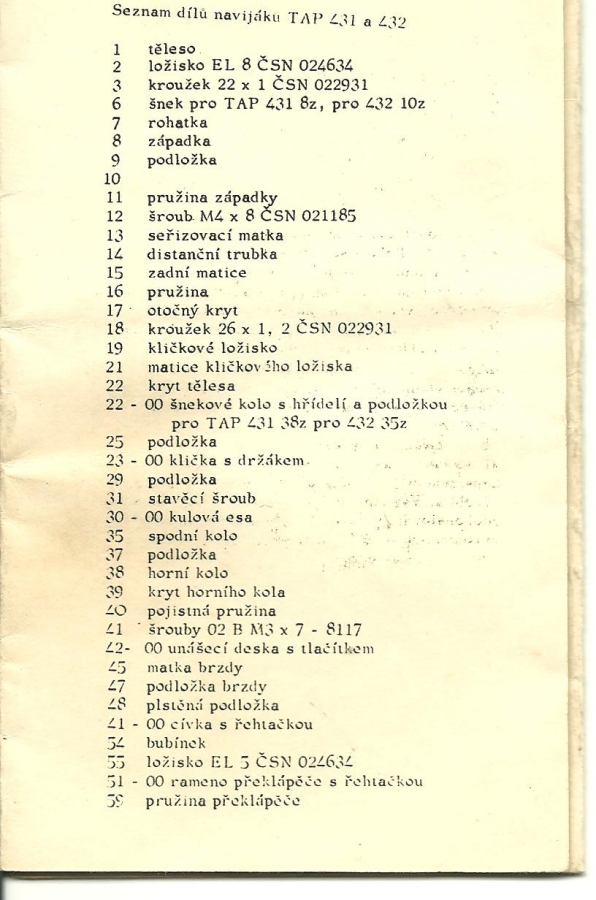 Seznam dílů navijáku TAP 431 a 432
1 těleso
2 ložisko EL 8 ČSN 024634
3 kroužek 22 x 1 ČSN 022931
6 šnek pro TAP 431 8z, pro 432 10z
7 rohatka
8 západka
9 podložka
10
11 pružina západky
12 šroub M4 x 8 ČSN 021185
13 seřizovací matka
14 distanční trubka
15 zadní matice
16 pružina
17 otočný kryt
18 kroužek 26 x 1, 2 ČSN 022931
19 kličkové ložisko
21 matice kličkového ložiska
22 kryt tělesa
22 - 00 šnekové kolo s hřídelí a podložkou
pro TAP 431 38z pro 432 35z
25 podložka
23 - 00 klička s držákem
29 podložka
31 stavěcí šroub
30 - 00 kulová esa
35 spodní kolo
37 podložka
38 horní kolo
39 kryt horního kola
40 pojistná pružina
41 šrouby 02 B M3 x 7 - 8117
42- 00 unášecí deska s tlačítkem
45 matka brzdy
47 podložka brzdy
48 plstěná podložka
41 - 00 cívka s řehtačkou
54 bubínek
55 ložisko EL 5 ČSN 024634
51 - 00 rameno překlápěče s řehtačkou
59 pružina překlápěče